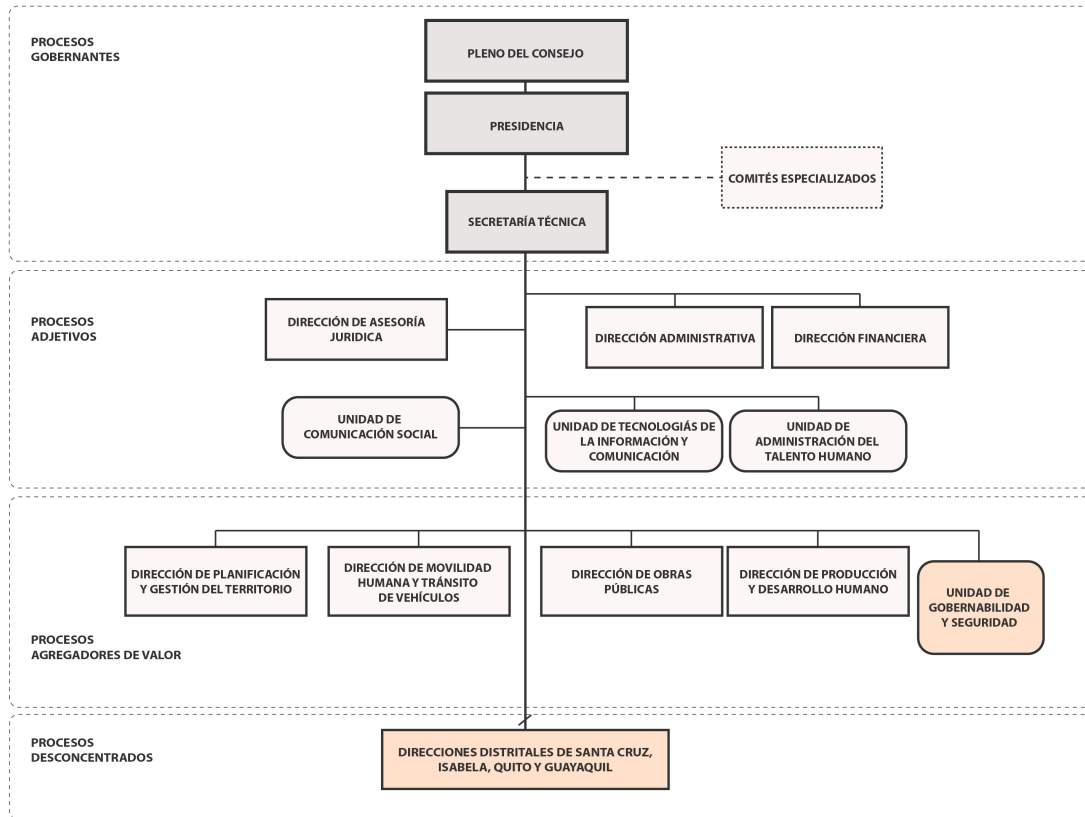 PROCESOS
GOBERNANTES
PLENO DEL CONSEJO
PRESIDENCIA
COMITÉS ESPECIALIZADOS
SECRETARÍA TÉCNICA
PROCESOS
ADJETIVOS
DIRECCIÓN DE ASESORÍA
JURIDICA
DIRECCIÓN ADMINISTRATIVA
DIRECCIÓN FINANCIERA
UNIDAD DE
COMUNICACIÓN SOCIAL
UNIDAD DE TECNOLOGIÁS DE
LA INFORMACIÓN Y
COMUNICACIÓN
UNIDAD DE
ADMINISTRACIÓN DEL
TALENTO HUMANO
DIRECCIÓN DE PLANIFICACIÓN
Y GESTIÓN DEL TERRITORIO
DIRECCIÓN DE MOVILIDAD
HUMANA Y TRÁNSITO
DE VEHÍCULOS
DIRECCIÓN DE OBRAS
PÚBLICAS
DIRECCIÓN DE PRODUCCIÓN
Y DESARROLLO HUMANO
UNIDAD DE
GOBERNABILIDAD
Y SEGURIDAD
PROCESOS
AGREGADORES DE VALOR
PROCESOS
DESCONCENTRADOS
DIRECCIONES DISTRITALES DE SANTA CRUZ,
ISABELA, QUITO Y GUAYAQUIL